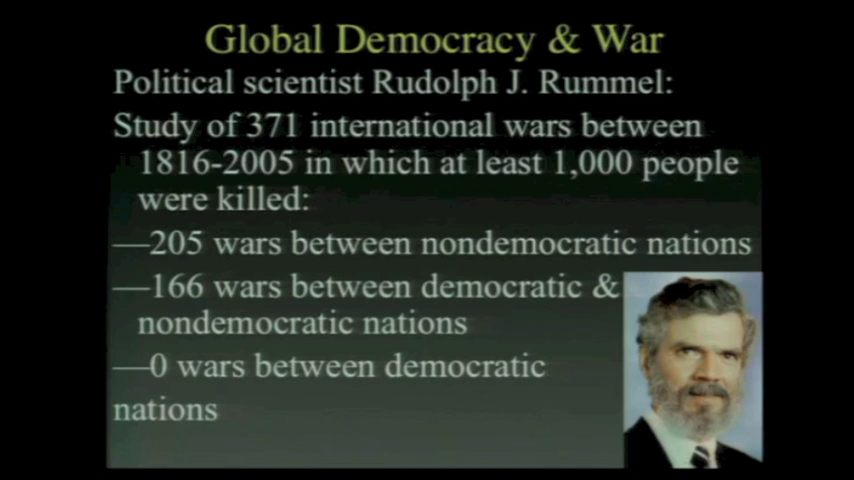 Global Democracy & War
Political scientist Rudolph J. Rummel:
Study of 371 international wars between
1816-2005 in which at least 1,000 people
were killed:
—205 wars between nondemocratic nations
—166 wars between democratic &
nondemocratic nations
—0 wars between democratic
nations